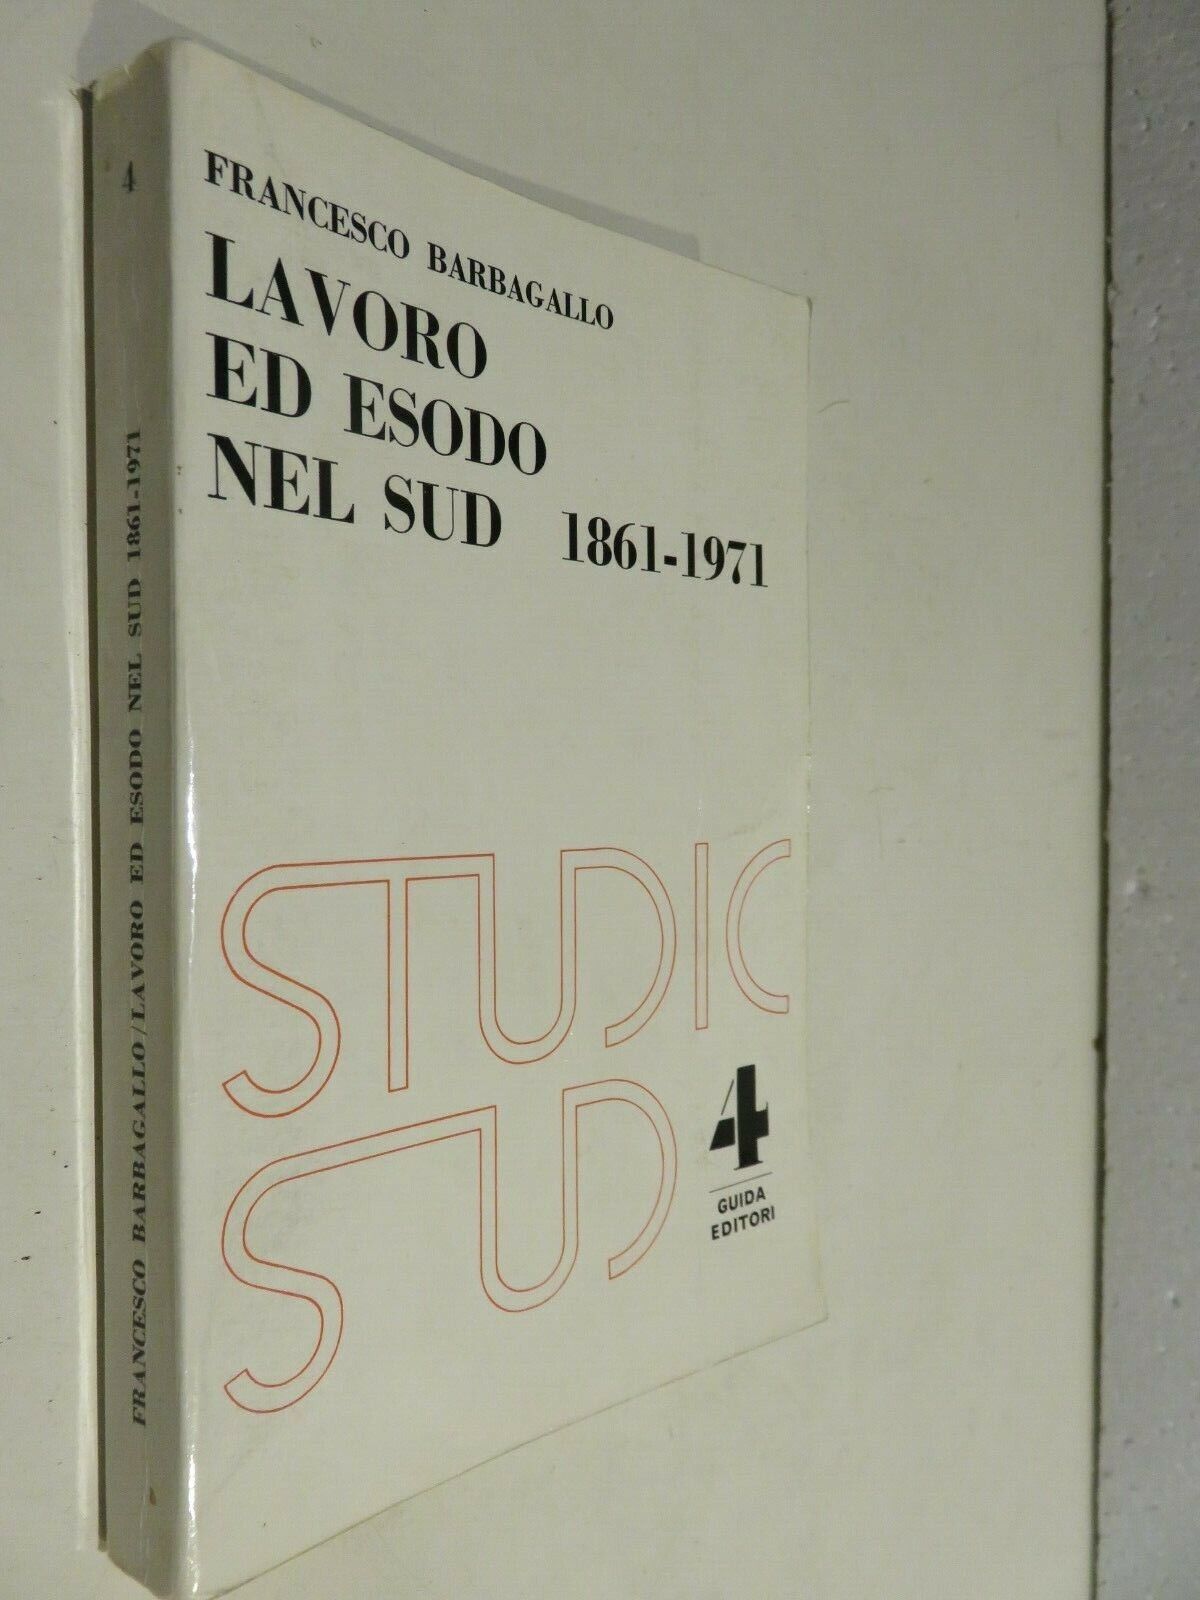 4
FRANCESCO BARBAGALLO/LAVORO ED ESODO NEL SUD 1861-1971
FRANCESCO BARBAGALLO
LAVORO
ED ESODO
NEL SUD 1861-1971
STUDIC
SUD
4
GUIDA
EDITORI